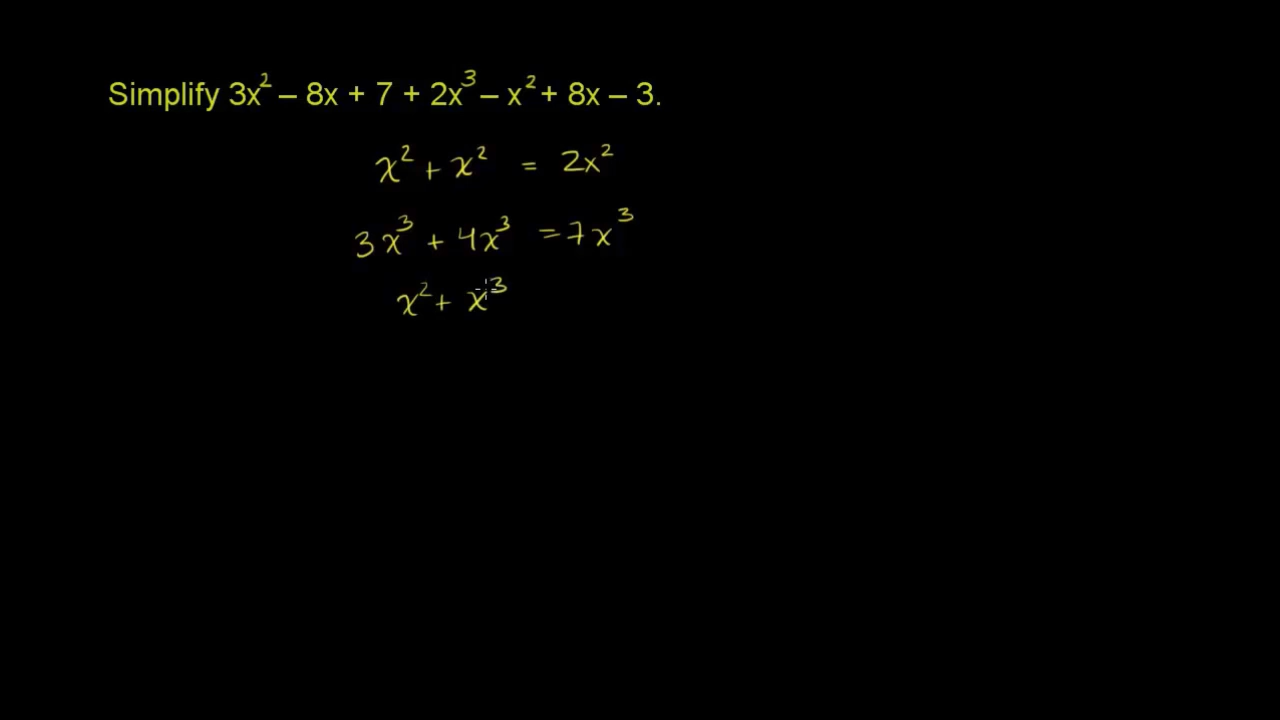 Simplify 3x² – 8x + 7 + 2x³ – x² + 8x – 3.
x² + x² = 2x²
3x³ + 4x³ = 7x³
x² + x³